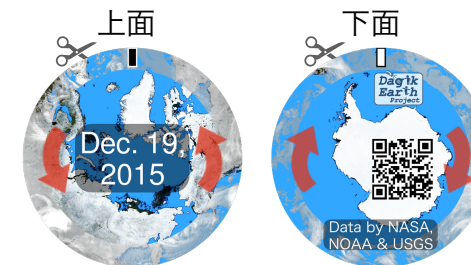 上面
下面
Dec. 19,
2015
Dagik
Earth
Project
Data by NASA,
NOAA & USGS